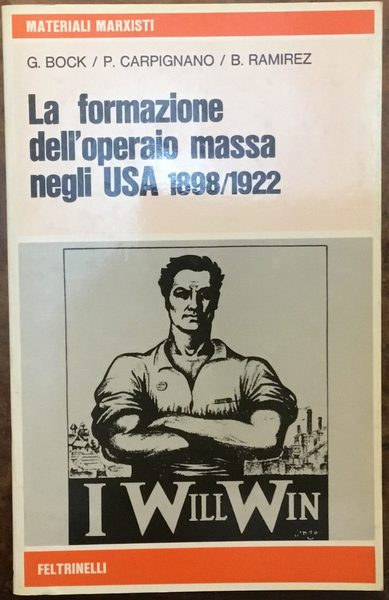 MATERIALI MARXISTI
G. BOCK / P. CARPIGNANO / B. RAMIREZ
La formazione
dell'operaio massa
negli USA 1898/1922
I WILL WIN
FELTRINELLI